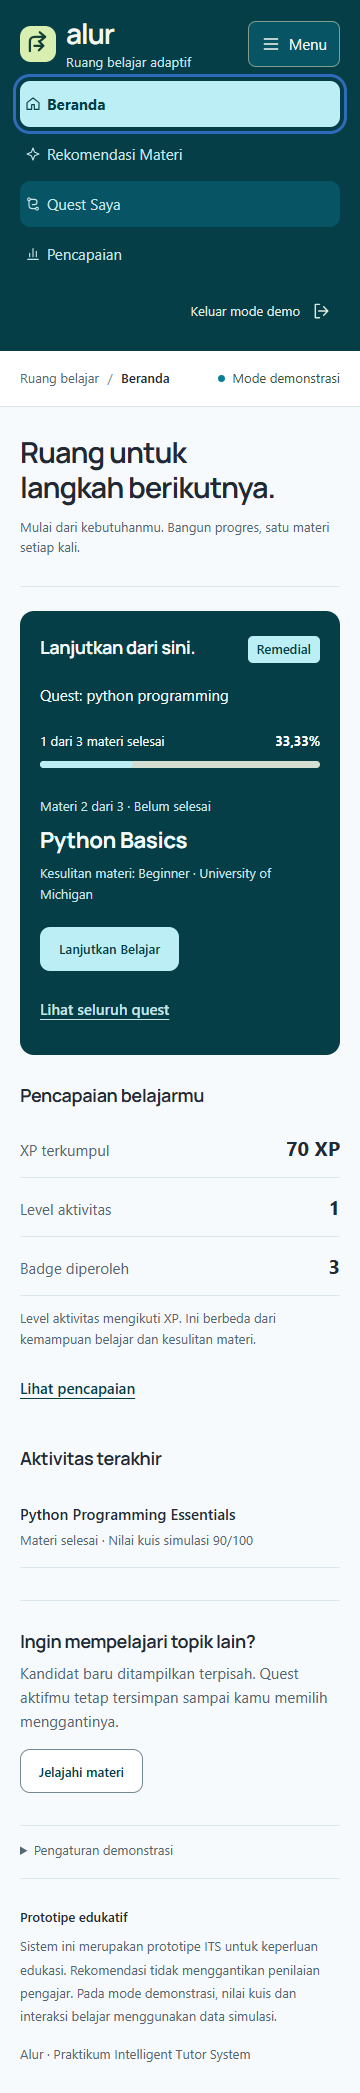 alur
Ruang belajar adaptif
Menu
Beranda
Rekomendasi Materi
Quest Saya
Pencapaian
Keluar mode demo
Ruang belajar / Beranda
Mode demonstrasi
Ruang untuk
langkah berikutnya.
Mulai dari kebutuhanmu. Bangun progres, satu materi
setiap kali.
Lanjutkan dari sini.
Remedial
Quest: python programming
1 dari 3 materi selesai
33,33%
Materi 2 dari 3 · Belum selesai
Python Basics
Kesulitan materi: Beginner · University of
Michigan
Lanjutkan Belajar
Lihat seluruh quest
Pencapaian belajarmu
XP terkumpul
70 XP
Level aktivitas
1
Badge diperoleh
3
Level aktivitas mengikuti XP. Ini berbeda dari
kemampuan belajar dan kesulitan materi.
Lihat pencapaian
Aktivitas terakhir
Python Programming Essentials
Materi selesai · Nilai kuis simulasi 90/100
Ingin mempelajari topik lain?
Kandidat baru ditampilkan terpisah. Quest
aktifmu tetap tersimpan sampai kamu memilih
menggantinya.
Jelajahi materi
Pengaturan demonstrasi
Prototipe edukatif
Sistem ini merupakan prototipe ITS untuk keperluan
edukasi. Rekomendasi tidak menggantikan penilaian
pengajar. Pada mode demonstrasi, nilai kuis dan
interaksi belajar menggunakan data simulasi.
Alur · Praktikum Intelligent Tutor System